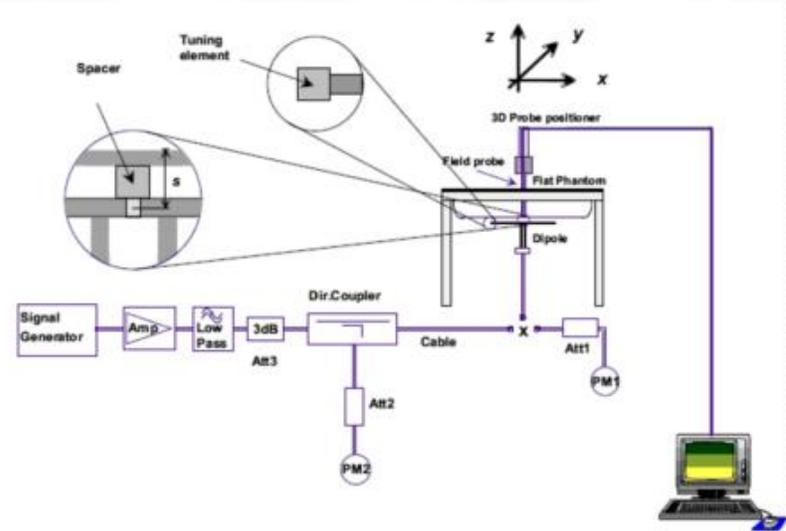 Tuning
element
Spacer
z
y
x
3D Probe positioner
Field probe
Flat Phantom
s
Dipole
Dir.Coupler
Signal
Generator
Amp
Low
Pass
3dB
Att3
Cable
x
Att1
PM1
Att2
PM2